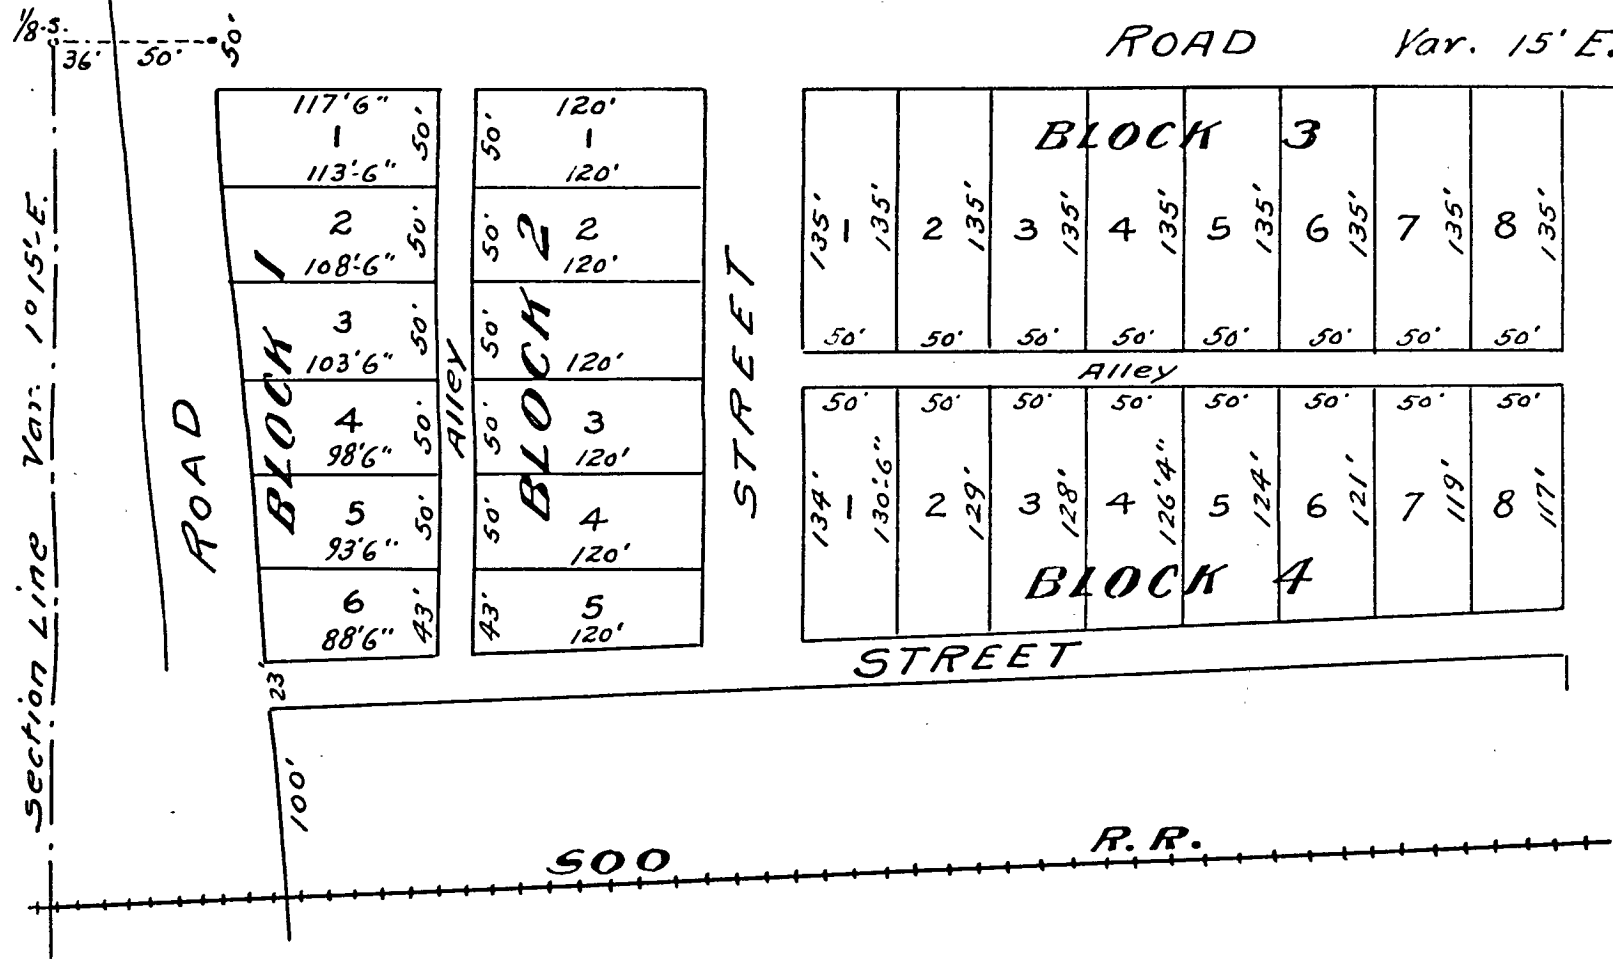 1/8.S.
36' 50' 50'
ROAD Var. 15' E.
Section Line Var. 1°15'-E.
ROAD
BLOCK 1
117'6"
1
50'
113'-6"
2
50'
108'-6"
3
50'
103'6"
4
50'
98'6"
5
50'
93'6"
6
43'
88'6"
Alley
BLOCK 2
120'
50'
1
120'
50'
2
120'
50'
120'
50'
3
120'
50'
4
120'
43'
5
120'
STREET
BLOCK 3
135' 1 135' 2 135' 3 135' 4 135' 5 135' 6 135' 7 135' 8 135'
50' 50' 50' 50' 50' 50' 50' 50'
Alley
50' 50' 50' 50' 50' 50' 50' 50'
134' 1 130'-6" 2 129' 3 128' 4 126'4" 5 124' 6 121' 7 119' 8 117'
BLOCK 4
STREET
23'
100'
SOO R.R.